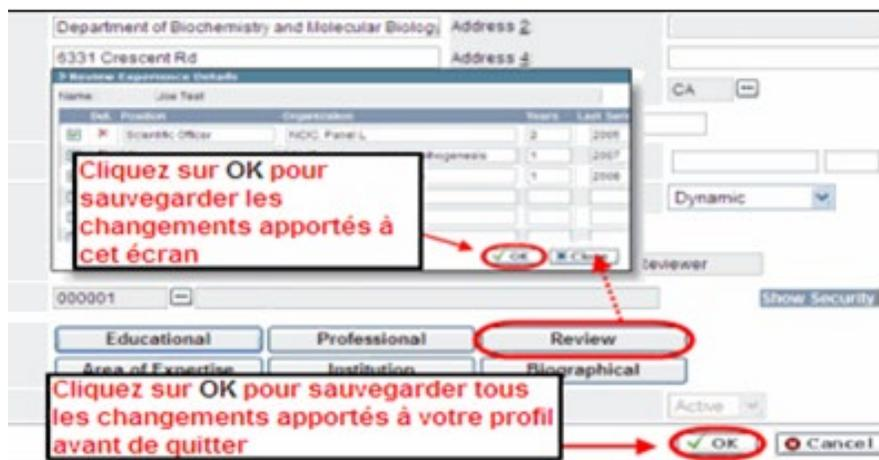 Department of Biochemistry and Molecular Biology Address 2
6331 Crescent Rd Address 4
Review Experience Details
Name: Joe Test
CA
Del. Position Organization Years Last Serv
Scientific Officer NCIC, Panel L 2 2005
1 2007
1 2006
Cliquez sur OK pour
sauvegarder les
changements apportés à
cet écran
Dynamic
OK Close
Reviewer
000001
Show Security
Educational Professional Review
Area of Expertise Institution Biographical
Cliquez sur OK pour sauvegarder tous
les changements apportés à votre profil
avant de quitter
Active
OK Cancel